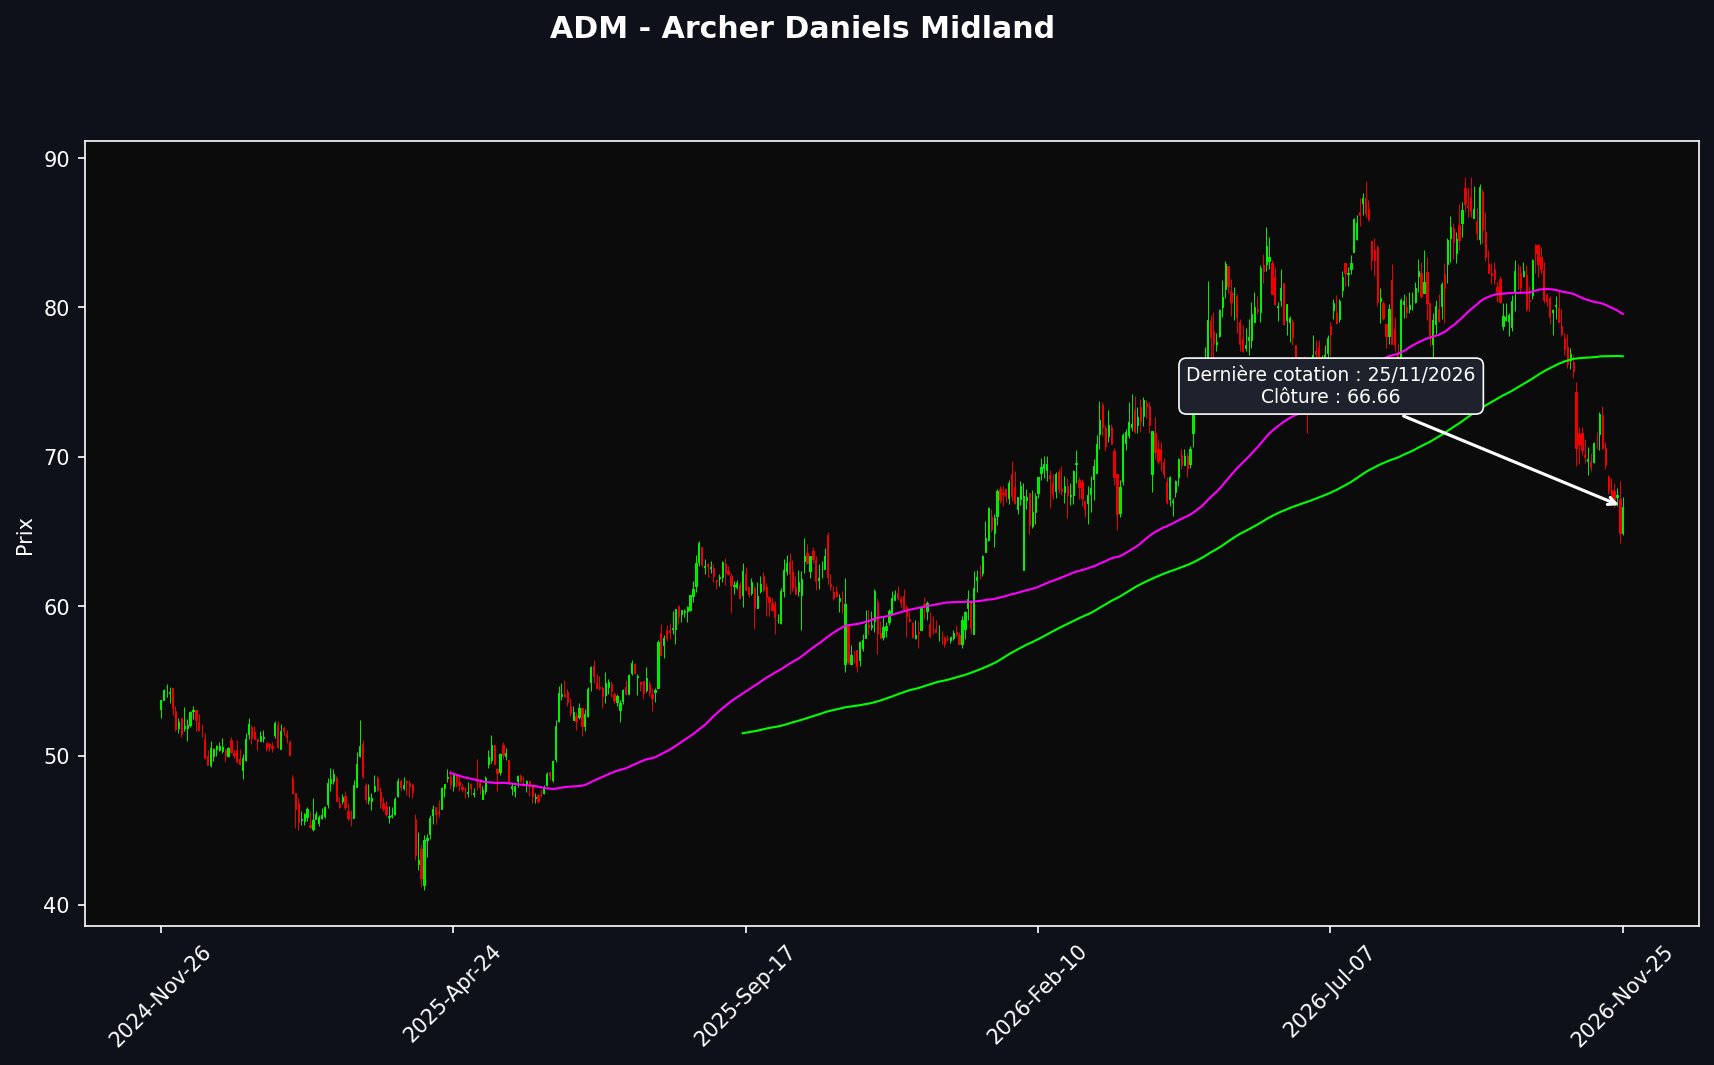 ADM - Archer Daniels Midland
Prix
90
80
70
60
50
40
Dernière cotation : 25/11/2026
Clôture : 66.66
2024-Nov-26
2025-Apr-24
2025-Sep-17
2026-Feb-10
2026-Jul-07
2026-Nov-25